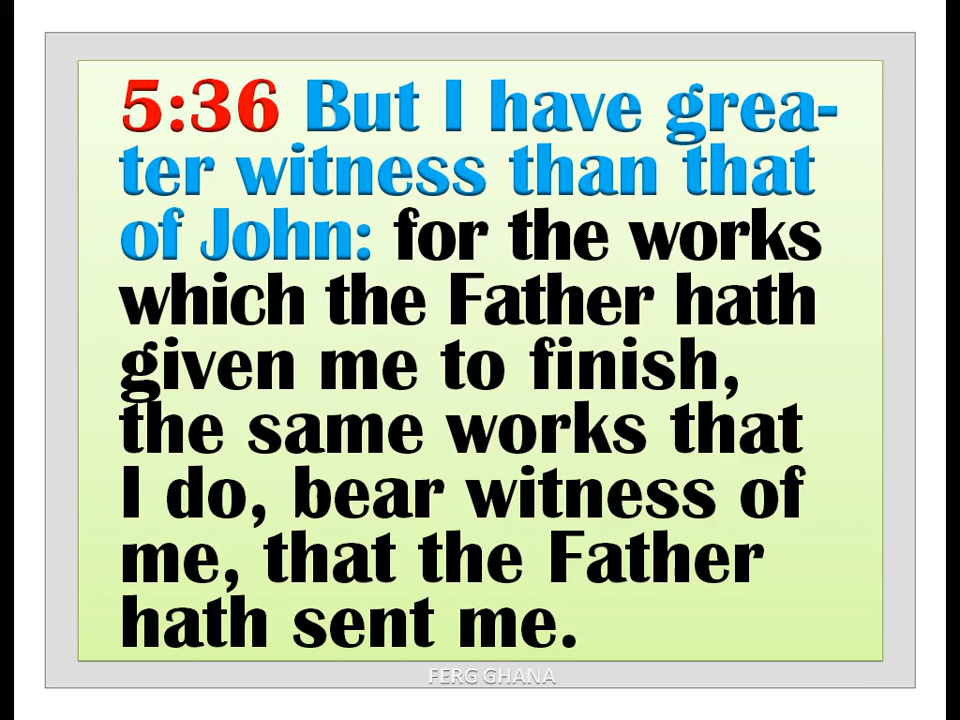 5:36 But I have grea-
ter witness than that
of John: for the works
which the Father hath
given me to finish,
the same works that
I do, bear witness of
me, that the Father
hath sent me.
FERG GHANA